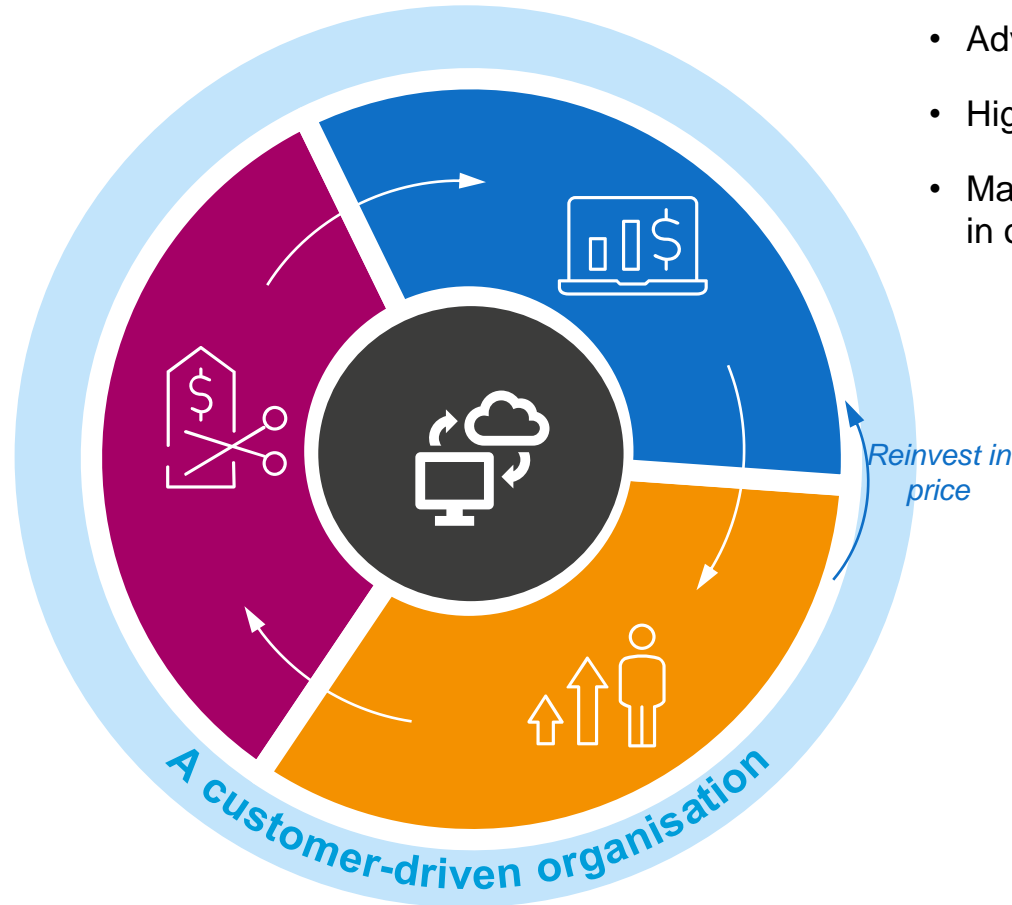 • Adv
• Hig
• Ma
in c
$
$
Reinvest in
price
A customer-driven organisation